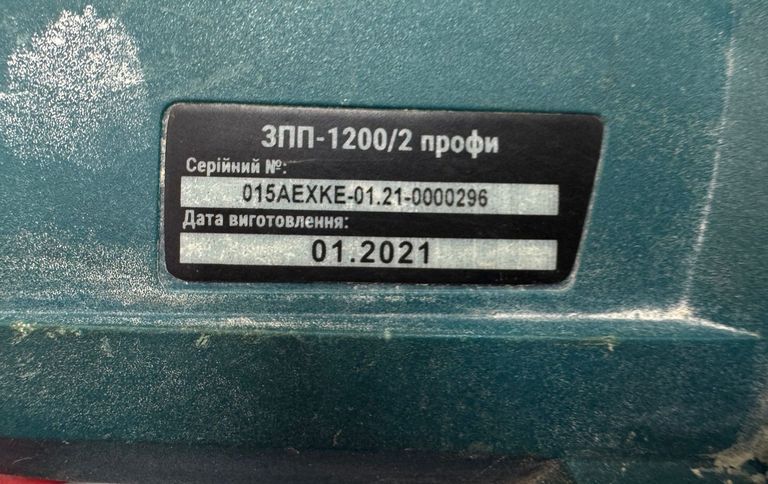 ЗПП-1200/2 профи
Серійний №:
015AEXKE-01.21-0000296
Дата виготовлення:
01.2021